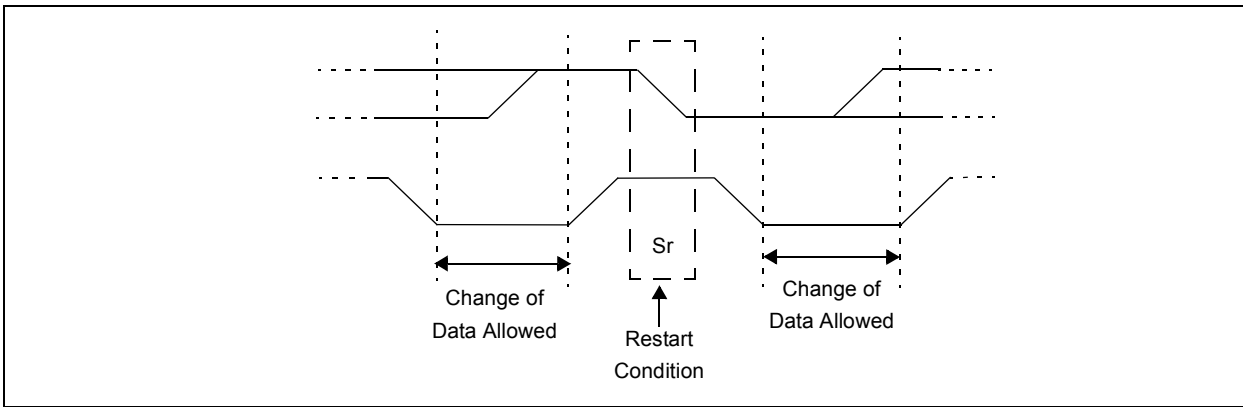 Sr
Change of
Data Allowed
Restart
Condition
Change of
Data Allowed